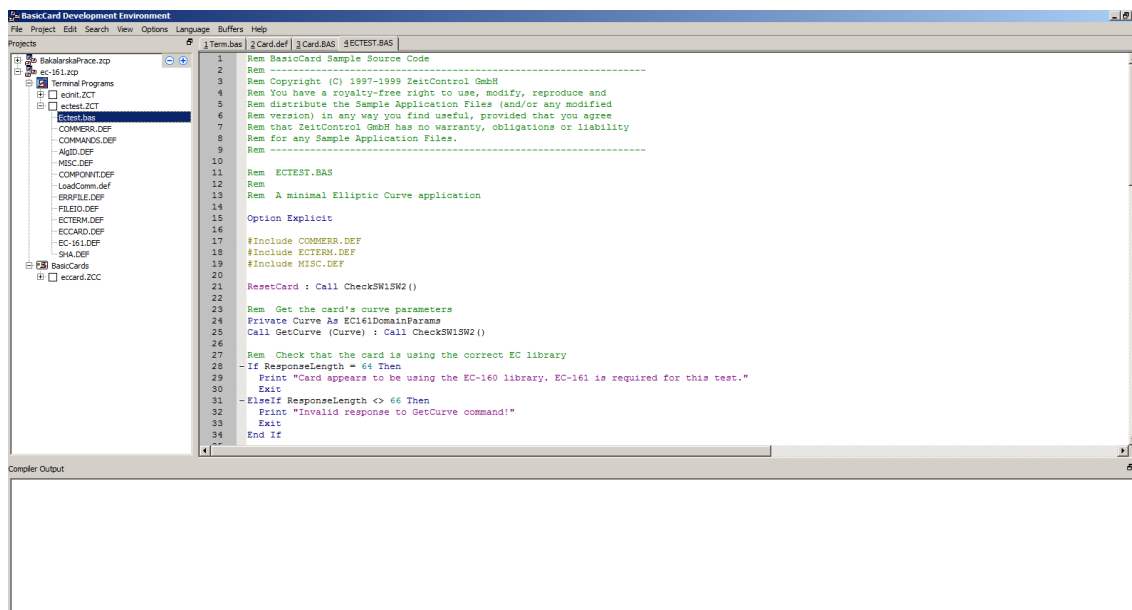 BasicCard Development Environment
File Project Edit Search View Options Language Buffers Help
Projects
BakalarskaPrace.zcp
ec-161.zcp
Terminal Programs
ecinit.ZCT
ectest.ZCT
Ectest.bas
COMMERR.DEF
COMMANDS.DEF
AlgID.DEF
MISC.DEF
COMPONNT.DEF
LoadComm.def
ERRFILE.DEF
FILEIO.DEF
ECTERM.DEF
ECCARD.DEF
EC-161.DEF
SHA.DEF
BasicCards
eccard.ZCC
1 Term.bas 2 Card.def 3 Card.BAS 4 ECTEST.BAS
1 Rem BasicCard Sample Source Code
2 Rem ------------------------------------------------------------------
3 Rem Copyright (C) 1997-1999 ZeitControl GmbH
4 Rem You have a royalty-free right to use, modify, reproduce and
5 Rem distribute the Sample Application Files (and/or any modified
6 Rem version) in any way you find useful, provided that you agree
7 Rem that ZeitControl GmbH has no warranty, obligations or liability
8 Rem for any Sample Application Files.
9 Rem ------------------------------------------------------------------
10
11 Rem ECTEST.BAS
12 Rem
13 Rem A minimal Elliptic Curve application
14
15 Option Explicit
16
17 #Include COMMERR.DEF
18 #Include ECTERM.DEF
19 #Include MISC.DEF
20
21 ResetCard : Call CheckSW1SW2()
22
23 Rem Get the card's curve parameters
24 Private Curve As EC161DomainParams
25 Call GetCurve (Curve) : Call CheckSW1SW2()
26
27 Rem Check that the card is using the correct EC library
28 If ResponseLength = 64 Then
29 Print "Card appears to be using the EC-160 library. EC-161 is required for this test."
30 Exit
31 ElseIf ResponseLength <> 66 Then
32 Print "Invalid response to GetCurve command!"
33 Exit
34 End If
Compiler Output